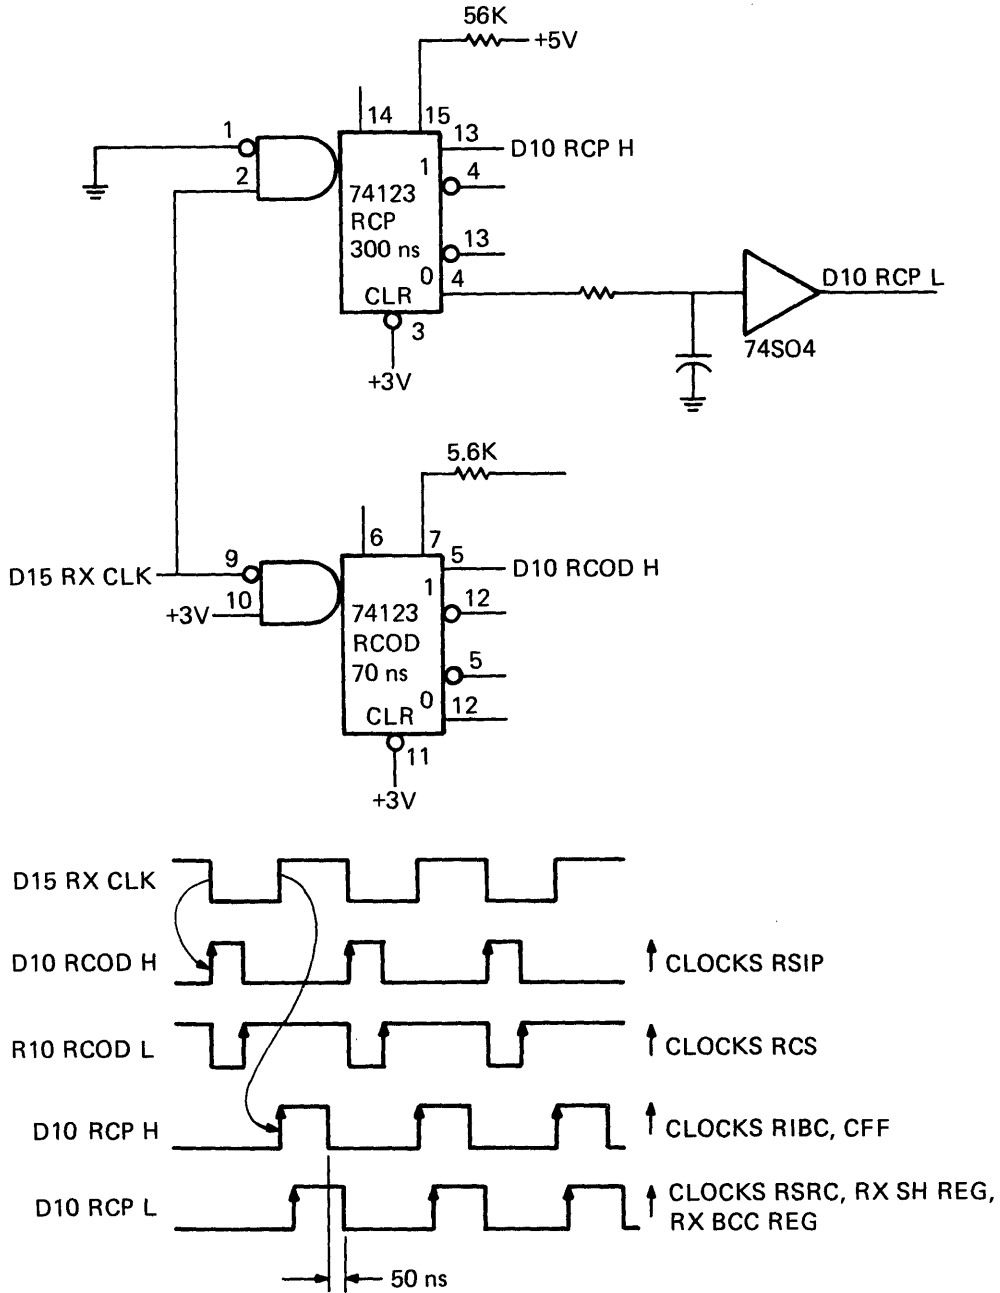 56K
+5V
14
15
1
13
D10 RCP H
1
4
2
74123
RCP
300 ns
13
0
4
D10 RCP L
CLR
3
74SO4
+3V
5.6K
6
7
9
5
D10 RCOD H
D15 RX CLK
1
10
12
+3V
74123
RCOD
70 ns
5
0
12
CLR
11
+3V
D15 RX CLK
D10 RCOD H
CLOCKS RSIP
R10 RCOD L
CLOCKS RCS
D10 RCP H
CLOCKS RIBC, CFF
D10 RCP L
CLOCKS RSRC, RX SH REG,
RX BCC REG
50 ns